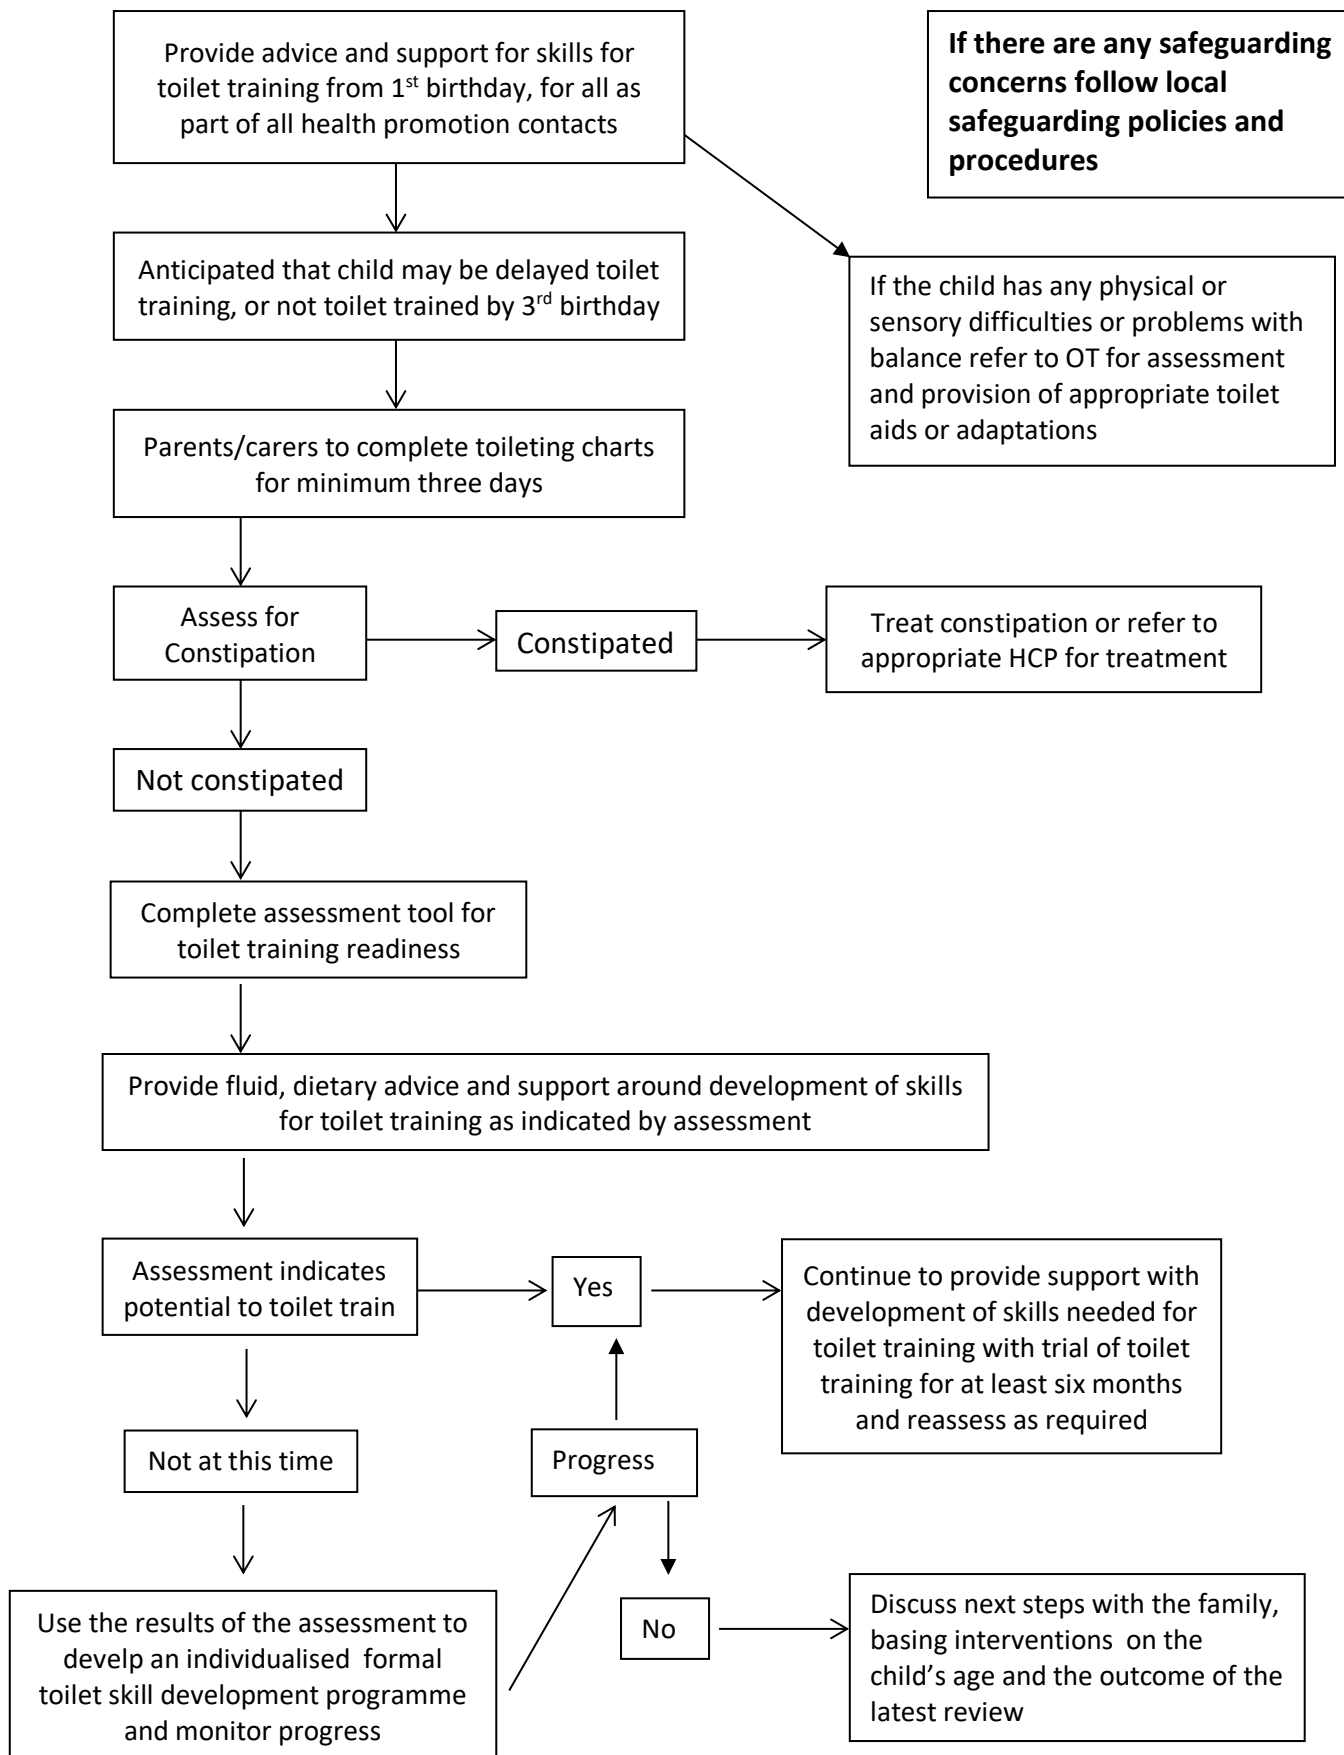 Provide advice and support for skills for
toilet training from 1st birthday, for all as
part of all health promotion contacts
If there are any safeguarding
concerns follow local
safeguarding policies and
procedures
Anticipated that child may be delayed toilet
training, or not toilet trained by 3rd birthday
If the child has any physical or
sensory difficulties or problems with
balance refer to OT for assessment
and provision of appropriate toilet
aids or adaptations
Parents/carers to complete toileting charts
for minimum three days
Assess for
Constipation
Constipated
Treat constipation or refer to
appropriate HCP for treatment
Not constipated
Complete assessment tool for
toilet training readiness
Provide fluid, dietary advice and support around development of skills
for toilet training as indicated by assessment
Assessment indicates
potential to toilet train
Yes
Continue to provide support with
development of skills needed for
toilet training with trial of toilet
training for at least six months
and reassess as required
Not at this time
Progress
Use the results of the assessment to
develp an individualised formal
toilet skill development programme
and monitor progress
No
Discuss next steps with the family,
basing interventions on the
child’s age and the outcome of the
latest review